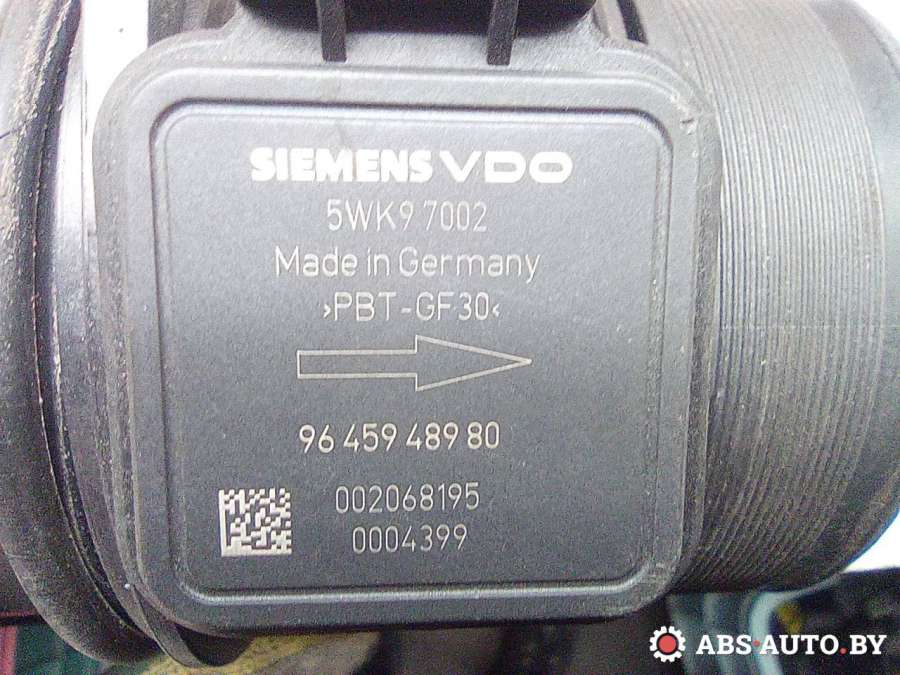 SIEMENS VDO
5WK9 7002
Made in Germany
>PBT-GF30<
96 459 489 80
002068195
0004399
ABS-AUTO.BY